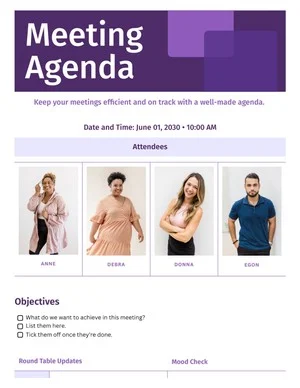 Meeting
Agenda
Keep your meetings efficient and on track with a well-made agenda.
Date and Time: June 01, 2030 • 10:00 AM
Attendees
ANNE
DEBRA
DONNA
EGON
Objectives
What do we want to achieve in this meeting?
List them here.
Tick them off once they're done.
Round Table Updates
Mood Check